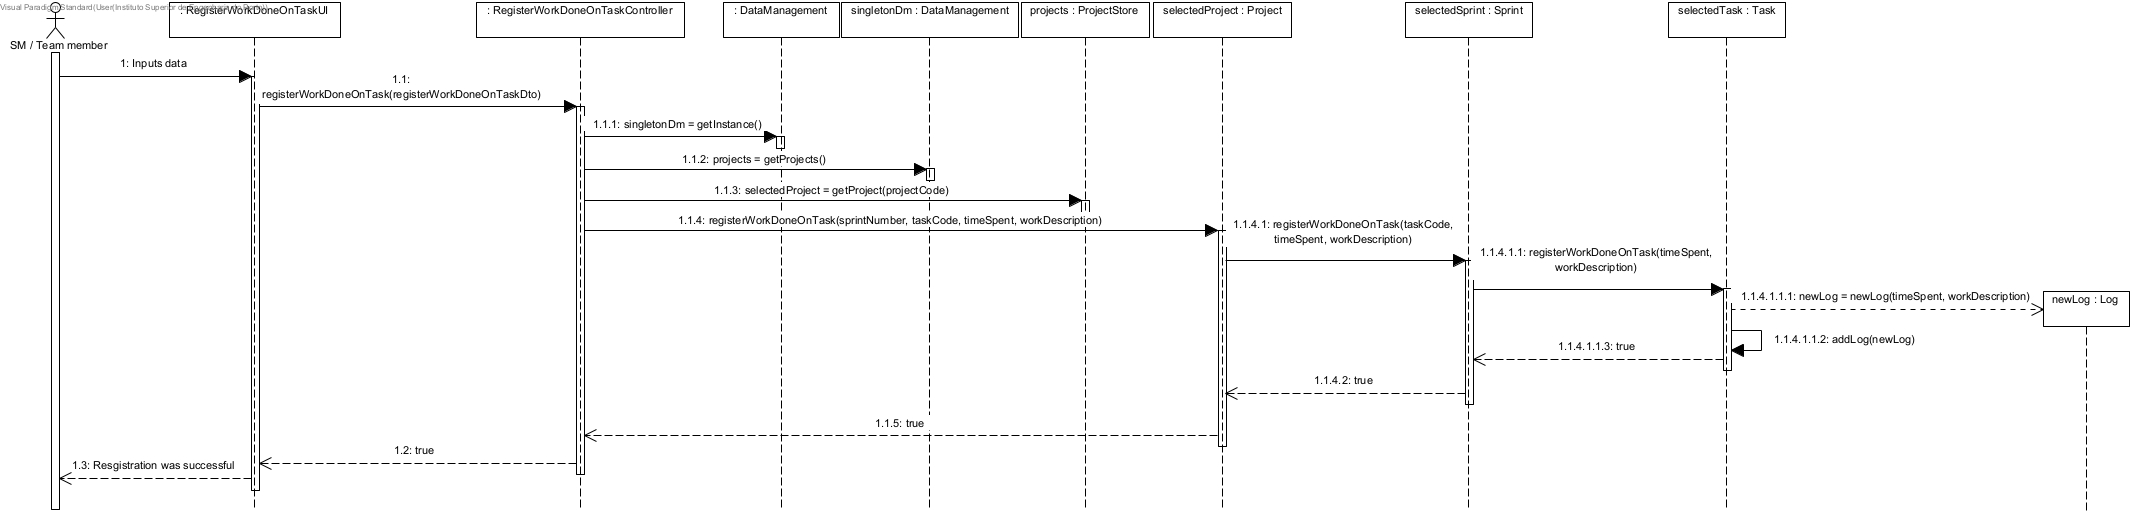 Visual Paradigm Standard(User(Instituto Superior de Engenharia do Porto))
: RegisterWorkDoneOnTaskUI
: RegisterWorkDoneOnTaskController
: DataManagement
singletonDm : DataManagement
projects : ProjectStore
selectedProject : Project
selectedSprint : Sprint
selectedTask : Task
SM / Team member
1: Inputs data
1.1:
registerWorkDoneOnTask(registerWorkDoneOnTaskDto)
1.1.1: singletonDm = getInstance()
1.1.2: projects = getProjects()
1.1.3: selectedProject = getProject(projectCode)
1.1.4: registerWorkDoneOnTask(sprintNumber, taskCode, timeSpent, workDescription)
1.1.4.1: registerWorkDoneOnTask(taskCode,
timeSpent, workDescription)
1.1.4.1.1: registerWorkDoneOnTask(timeSpent,
workDescription)
1.1.4.1.1.1: newLog = newLog(timeSpent, workDescription)
newLog : Log
1.1.4.1.1.2: addLog(newLog)
1.1.4.1.1.3: true
1.1.4.2: true
1.1.5: true
1.2: true
1.3: Resgistration was successful